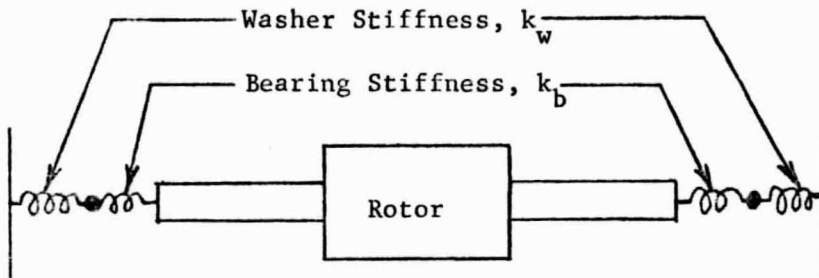 Washer Stiffness, k_w
Bearing Stiffness, k_b
Rotor